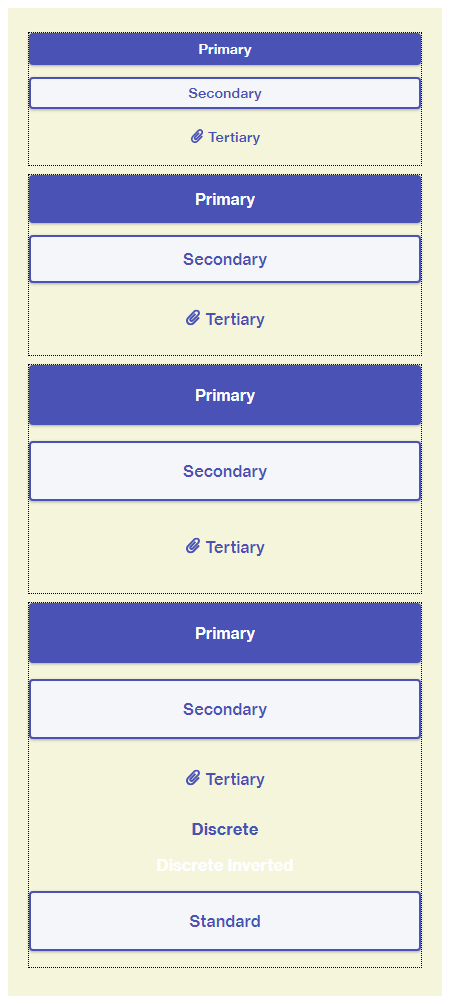 Primary
Secondary
Tertiary
Primary
Secondary
Tertiary
Primary
Secondary
Tertiary
Primary
Secondary
Tertiary
Discrete
Discrete Inverted
Standard